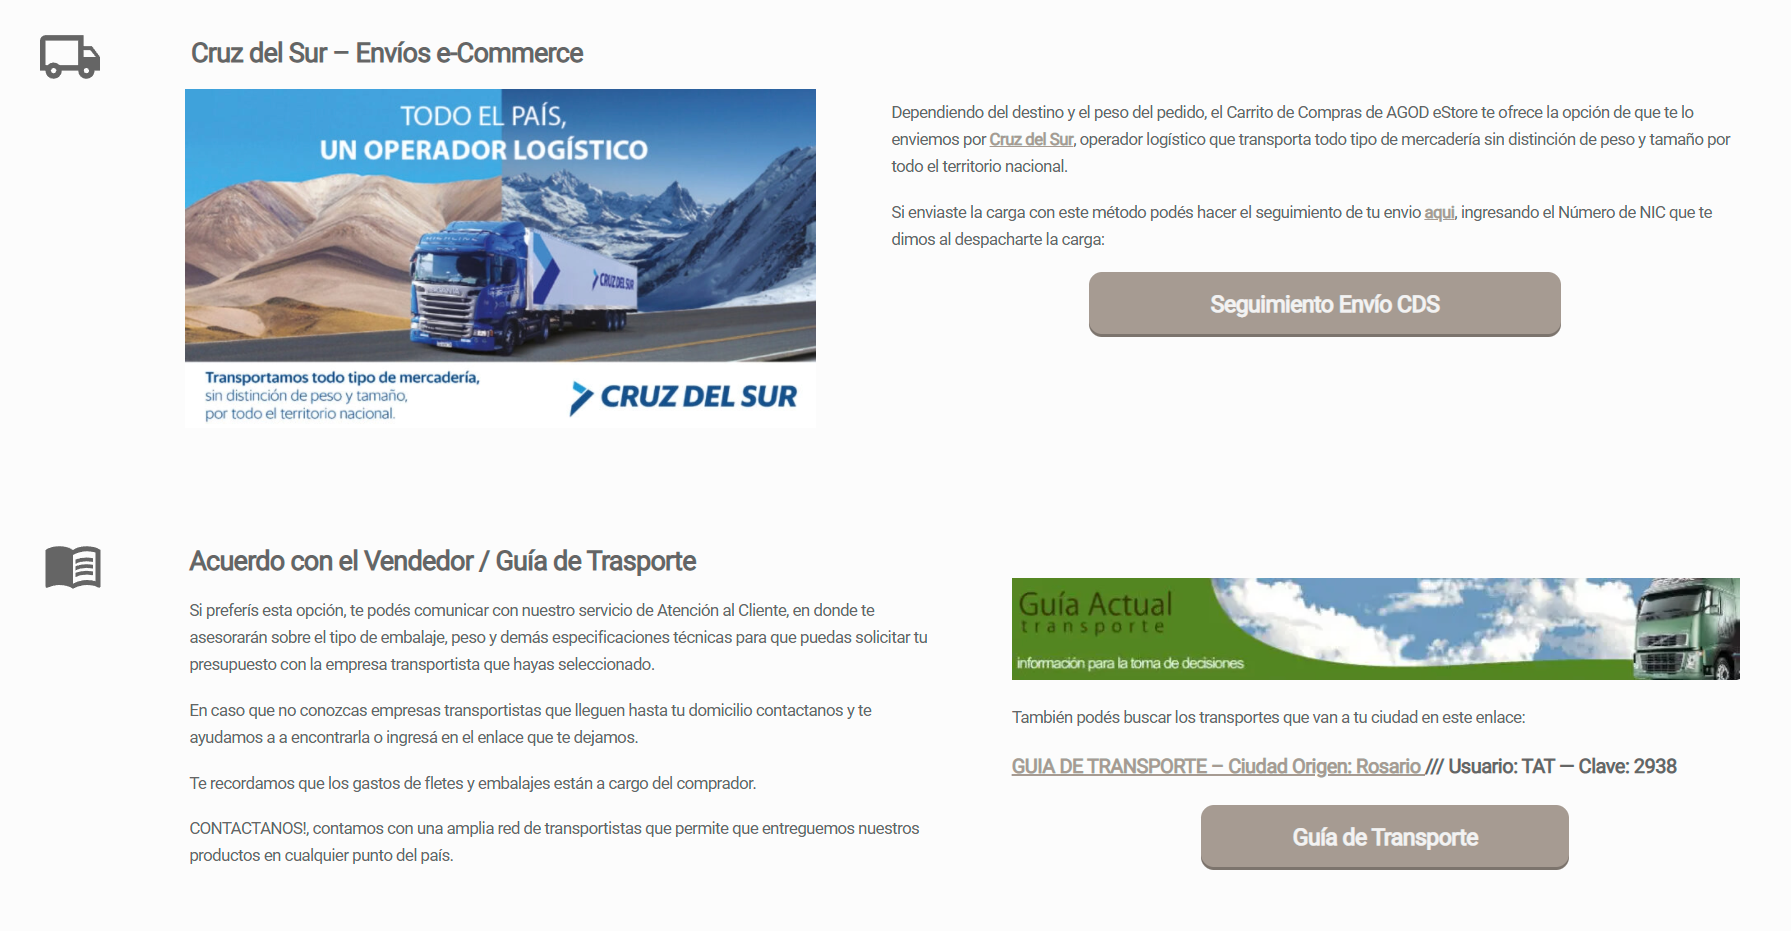 Cruz del Sur – Envíos e-Commerce
TODO EL PAÍS,
UN OPERADOR LOGÍSTICO
CRUZ DEL SUR
Transportamos todo tipo de mercadería,
sin distinción de peso y tamaño,
por todo el territorio nacional.
CRUZ DEL SUR
Dependiendo del destino y el peso del pedido, el Carrito de Compras de AGOD eStore te ofrece la opción de que te lo
enviemos por Cruz del Sur, operador logístico que transporta todo tipo de mercadería sin distinción de peso y tamaño por
todo el territorio nacional.
Si enviaste la carga con este método podés hacer el seguimiento de tu envio aqui, ingresando el Número de NIC que te
dimos al despacharte la carga:
Seguimiento Envío CDS
Acuerdo con el Vendedor / Guía de Trasporte
Si preferís esta opción, te podés comunicar con nuestro servicio de Atención al Cliente, en donde te
asesorarán sobre el tipo de embalaje, peso y demás especificaciones técnicas para que puedas solicitar tu
presupuesto con la empresa transportista que hayas seleccionado.
En caso que no conozcas empresas transportistas que lleguen hasta tu domicilio contactanos y te
ayudamos a a encontrarla o ingresá en el enlace que te dejamos.
Te recordamos que los gastos de fletes y embalajes están a cargo del comprador.
CONTACTANOS!, contamos con una amplia red de transportistas que permite que entreguemos nuestros
productos en cualquier punto del país.
Guía Actual
transporte
información para la toma de decisiones
También podés buscar los transportes que van a tu ciudad en este enlace:
GUIA DE TRANSPORTE – Ciudad Origen: Rosario /// Usuario: TAT — Clave: 2938
Guía de Transporte